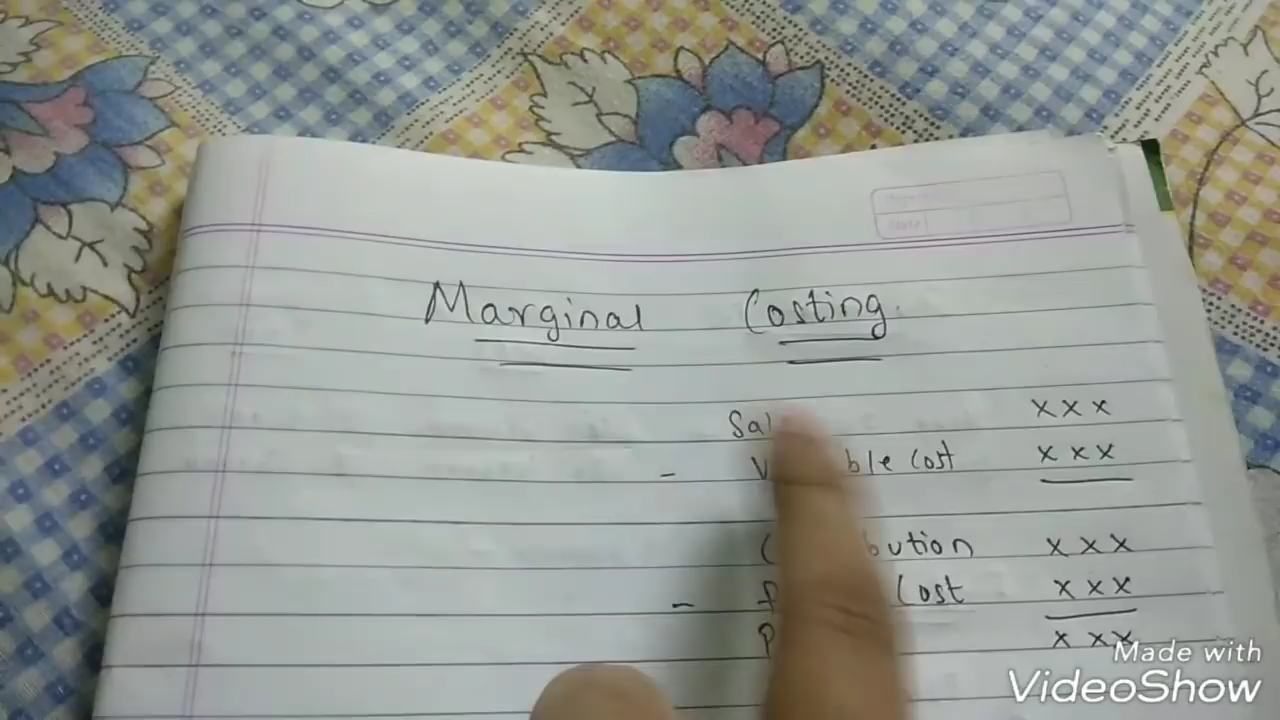 Marginal Costing
Sal
- ble Cost
xxx
xxx
bution xxx
- Cost xxx
xxx
Made with
VideoShow